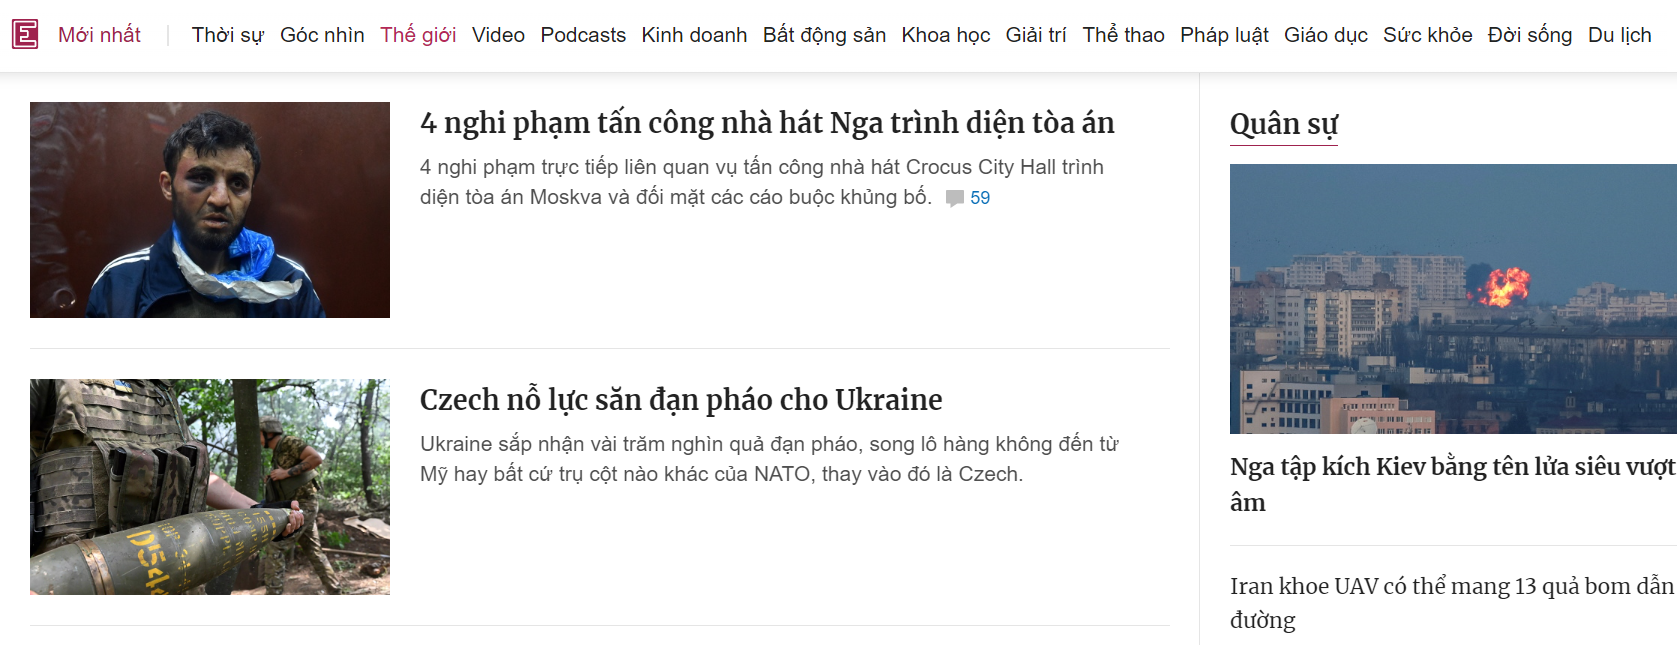 E
Mới nhất
Thời sự Góc nhìn Thế giới Video Podcasts Kinh doanh Bất động sản Khoa học Giải trí Thể thao Pháp luật Giáo dục Sức khỏe Đời sống Du lịch
4 nghi phạm tấn công nhà hát Nga trình diện tòa án
4 nghi phạm trực tiếp liên quan vụ tấn công nhà hát Crocus City Hall trình
diện tòa án Moskva và đối mặt các cáo buộc khủng bố. 59
Czech nỗ lực săn đạn pháo cho Ukraine
Ukraine sắp nhận vài trăm nghìn quả đạn pháo, song lô hàng không đến từ
Mỹ hay bất cứ trụ cột nào khác của NATO, thay vào đó là Czech.
D544
Quân sự
Nga tập kích Kiev bằng tên lửa siêu vượt
âm
Iran khoe UAV có thể mang 13 quả bom dẫn
đường